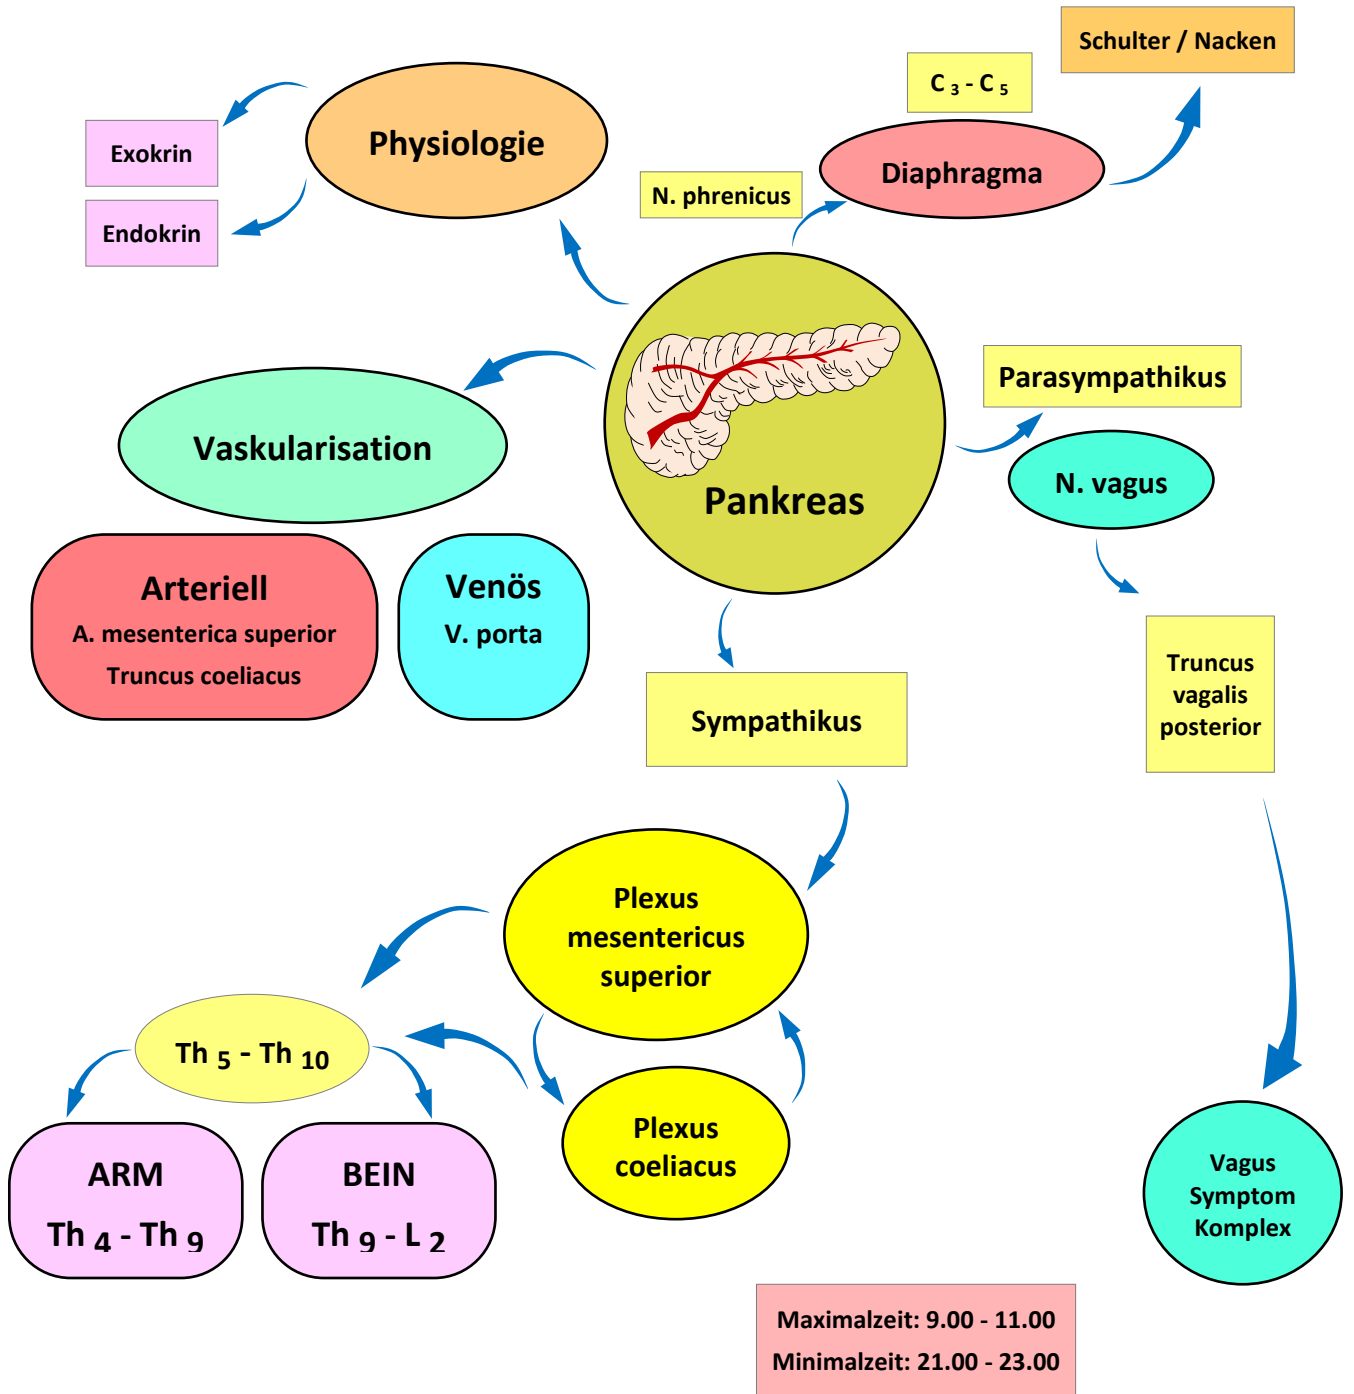 Schulter / Nacken
C 3 - C 5
Physiologie
Diaphragma
Exokrin
N. phrenicus
Endokrin
Parasympathikus
Vaskularisation
N. vagus
Pankreas
Arteriell
A. mesenterica superior
Truncus coeliacus
Venös
V. porta
Truncus
vagalis
posterior
Sympathikus
Plexus
mesentericus
superior
Th 5 - Th 10
Plexus
coeliacus
ARM
Th 4 - Th 9
BEIN
Th 9 - L 2
Vagus
Symptom
Komplex
Maximalzeit: 9.00 - 11.00
Minimalzeit: 21.00 - 23.00